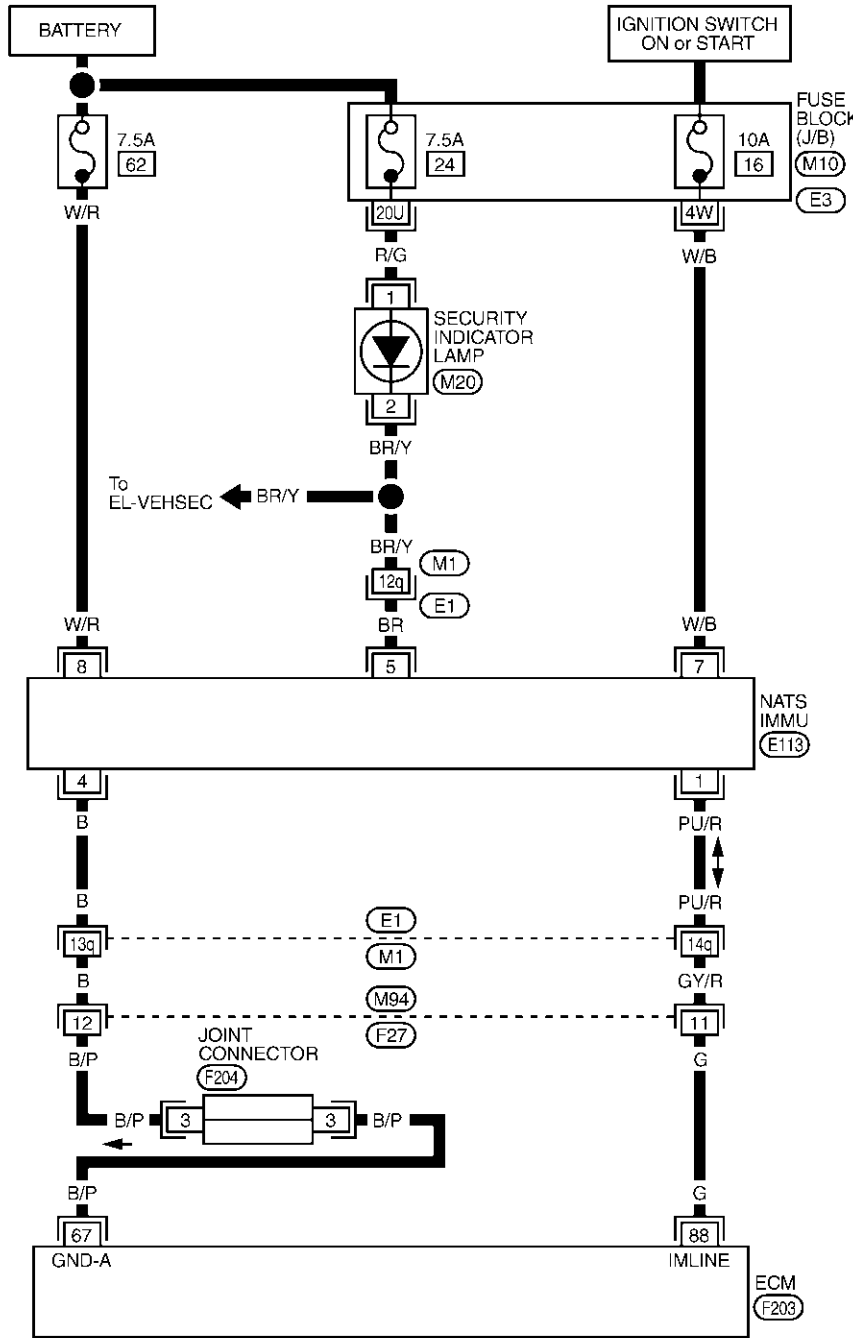 BATTERY
IGNITION SWITCH
ON or START
FUSE
BLOCK
(J/B)
M10
E3
7.5A
62
7.5A
24
10A
16
W/R
20U
4W
R/G
W/B
1
SECURITY
INDICATOR
LAMP
M20
2
BR/Y
To
EL-VEHSEC
BR/Y
BR/Y
M1
12q
E1
W/R
BR
W/B
8
5
7
NATS
IMMU
E113
4
1
B
PU/R
B
PU/R
E1
13q
14q
M1
B
GY/R
M94
12
11
F27
B/P
JOINT
CONNECTOR
F204
G
B/P
3
3
B/P
B/P
G
67
88
GND-A
IMLINE
ECM
F203